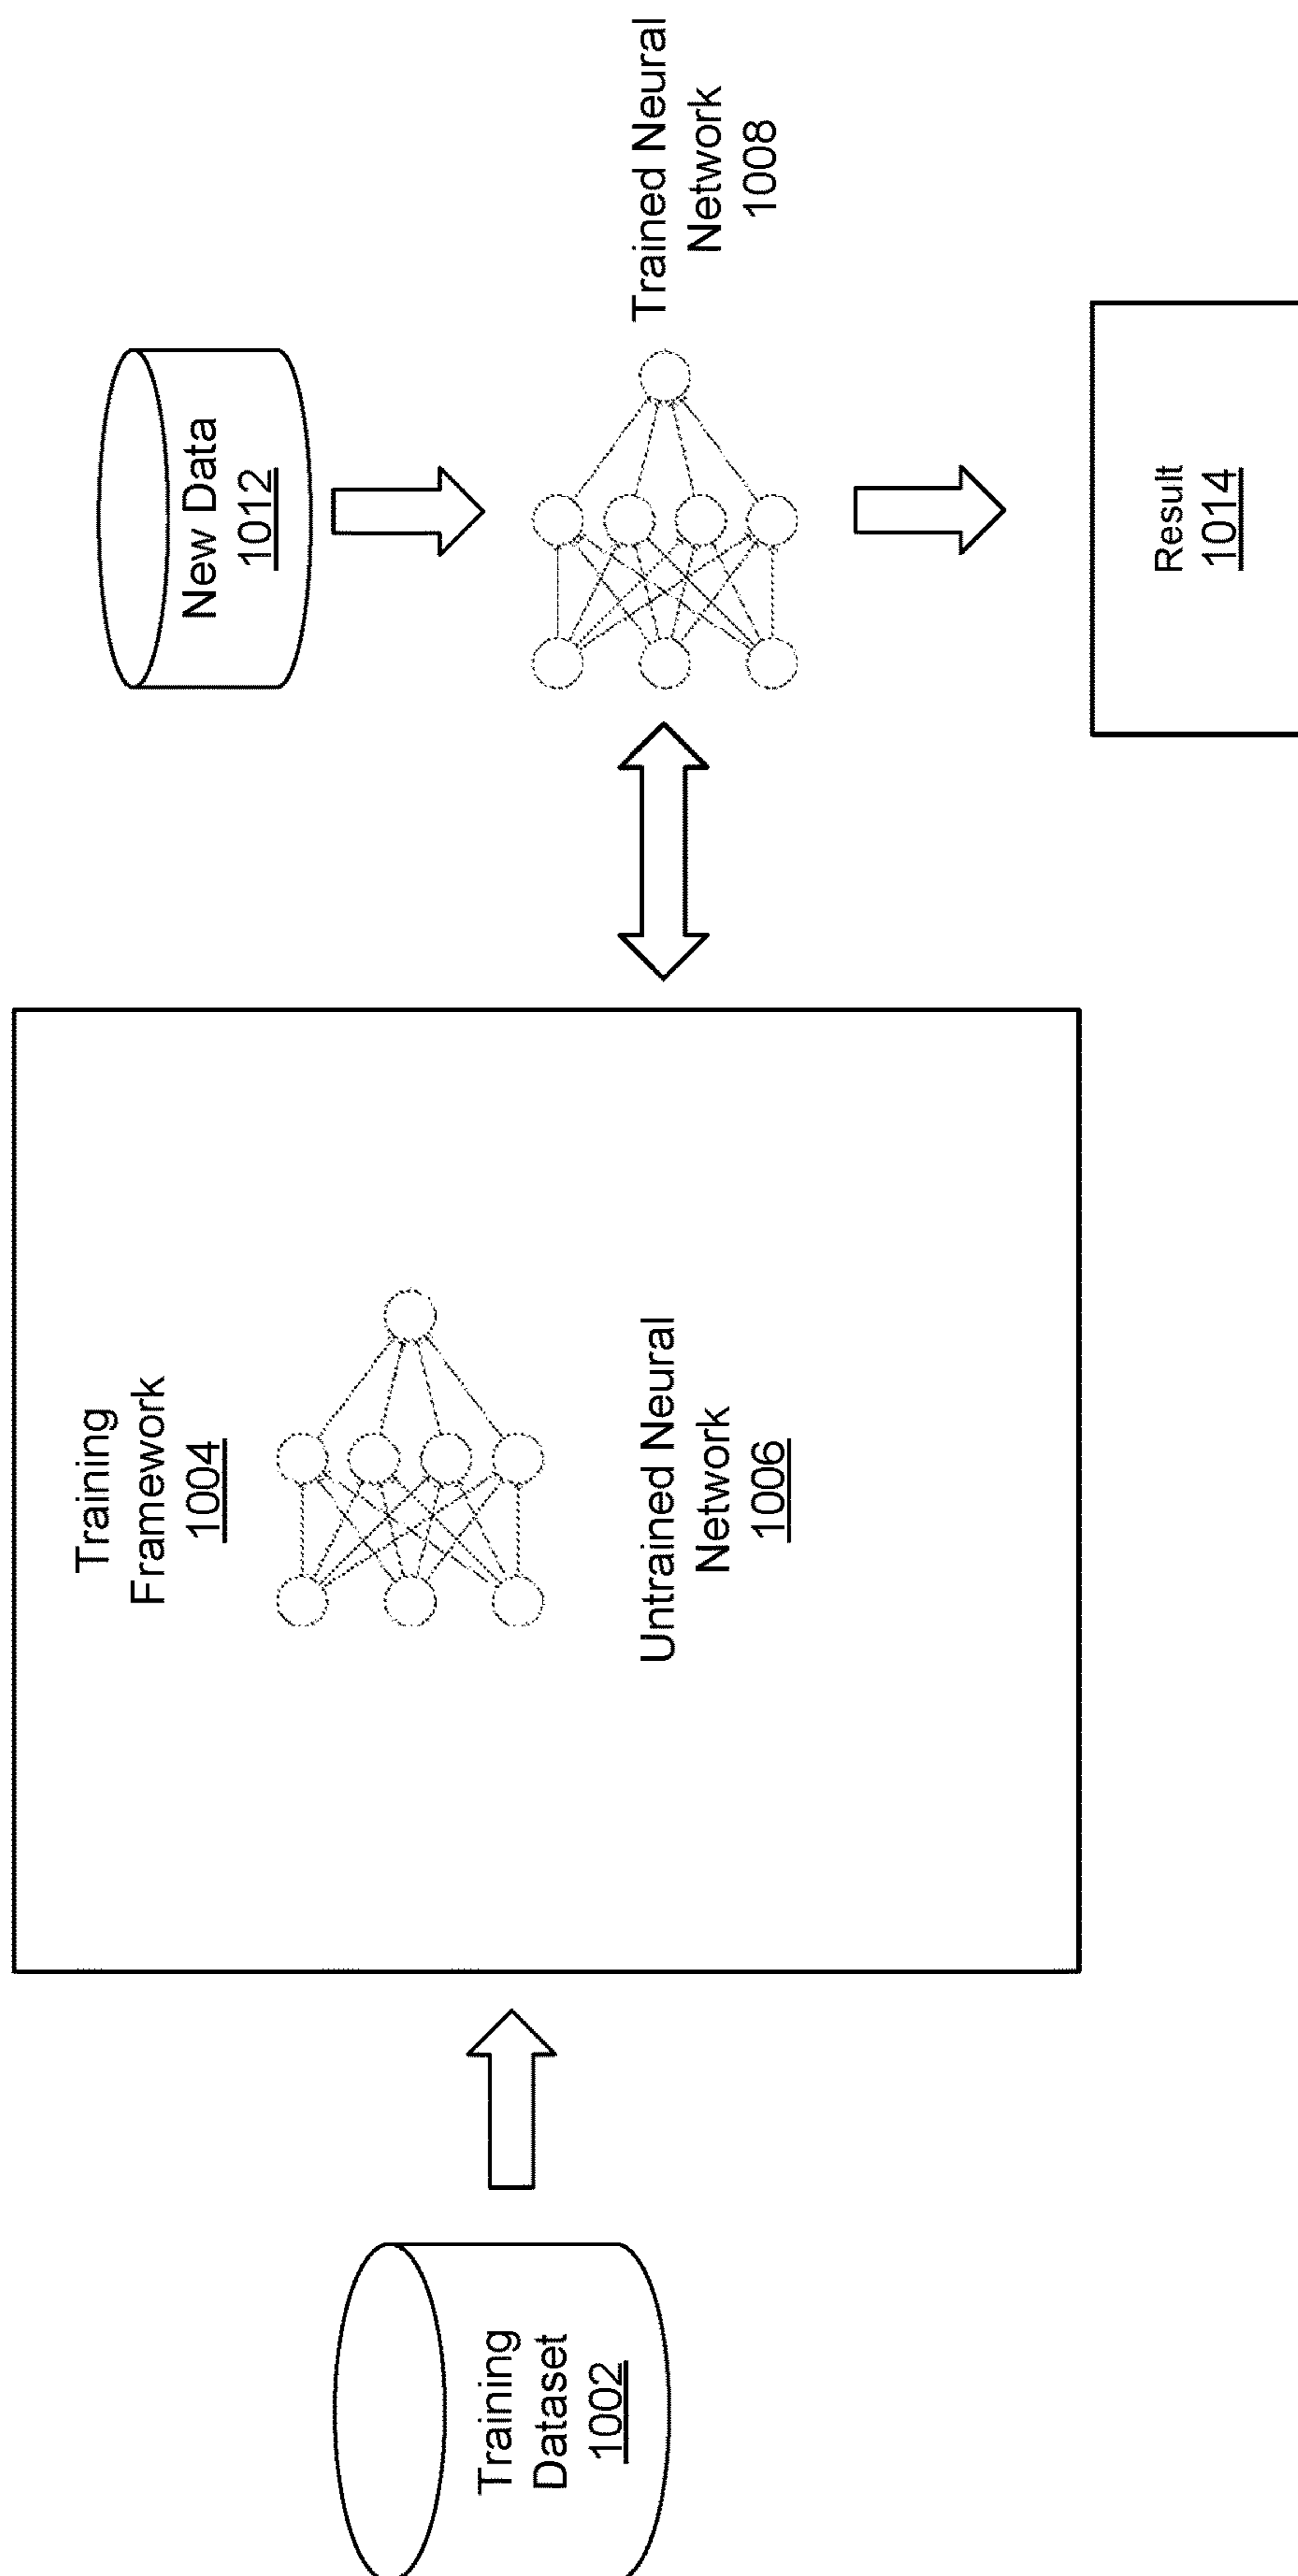 Training
Dataset
1002
Training
Framework
1004
Untrained Neural
Network
1006
New Data
1012
Trained Neural
Network
1008
Result
1014